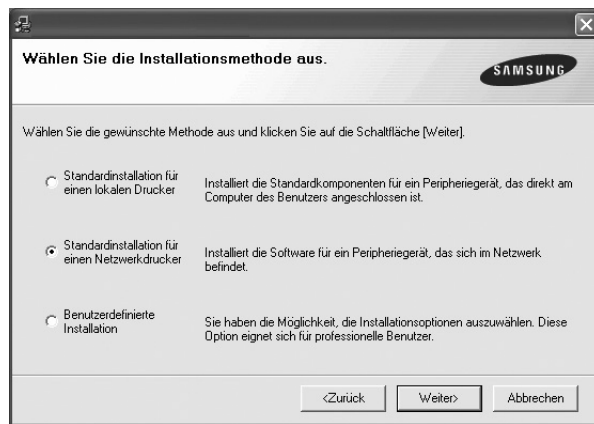 Wählen Sie die Installationsmethode aus.
SAMSUNG
Wählen Sie die gewünschte Methode aus und klicken Sie auf die Schaltfläche [Weiter].
Standardinstallation für
einen lokalen Drucker
Installiert die Standardkomponenten für ein Peripheriegerät, das direkt am
Computer des Benutzers angeschlossen ist.
Standardinstallation für
einen Netzwerkdrucker
Installiert die Software für ein Peripheriegerät, das sich im Netzwerk
befindet.
Benutzerdefinierte
Installation
Sie haben die Möglichkeit, die Installationsoptionen auszuwählen. Diese
Option eignet sich für professionelle Benutzer.
<Zurück
Weiter>
Abbrechen